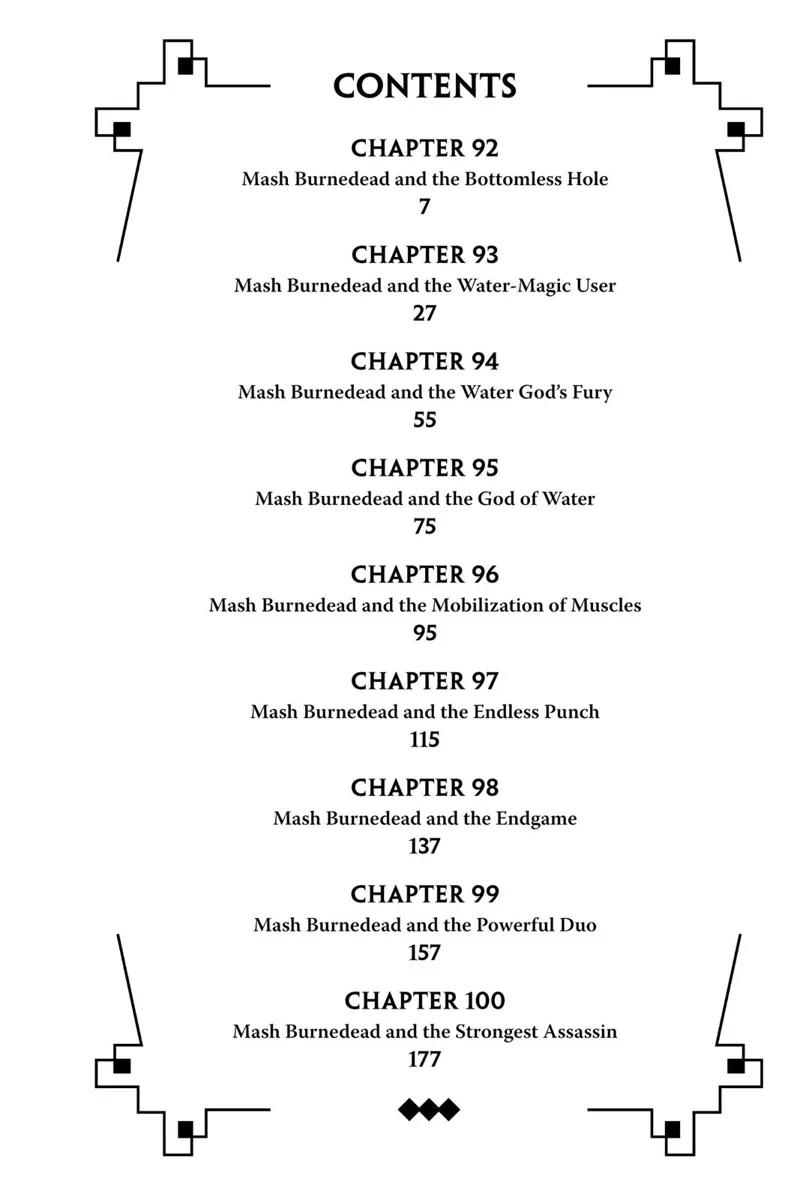 CONTENTS
CHAPTER 92
Mash Burnedead and the Bottomless Hole
7
CHAPTER 93
Mash Burnedead and the Water-Magic User
27
CHAPTER 94
Mash Burnedead and the Water God’s Fury
55
CHAPTER 95
Mash Burnedead and the God of Water
75
CHAPTER 96
Mash Burnedead and the Mobilization of Muscles
95
CHAPTER 97
Mash Burnedead and the Endless Punch
115
CHAPTER 98
Mash Burnedead and the Endgame
137
CHAPTER 99
Mash Burnedead and the Powerful Duo
157
CHAPTER 100
Mash Burnedead and the Strongest Assassin
177